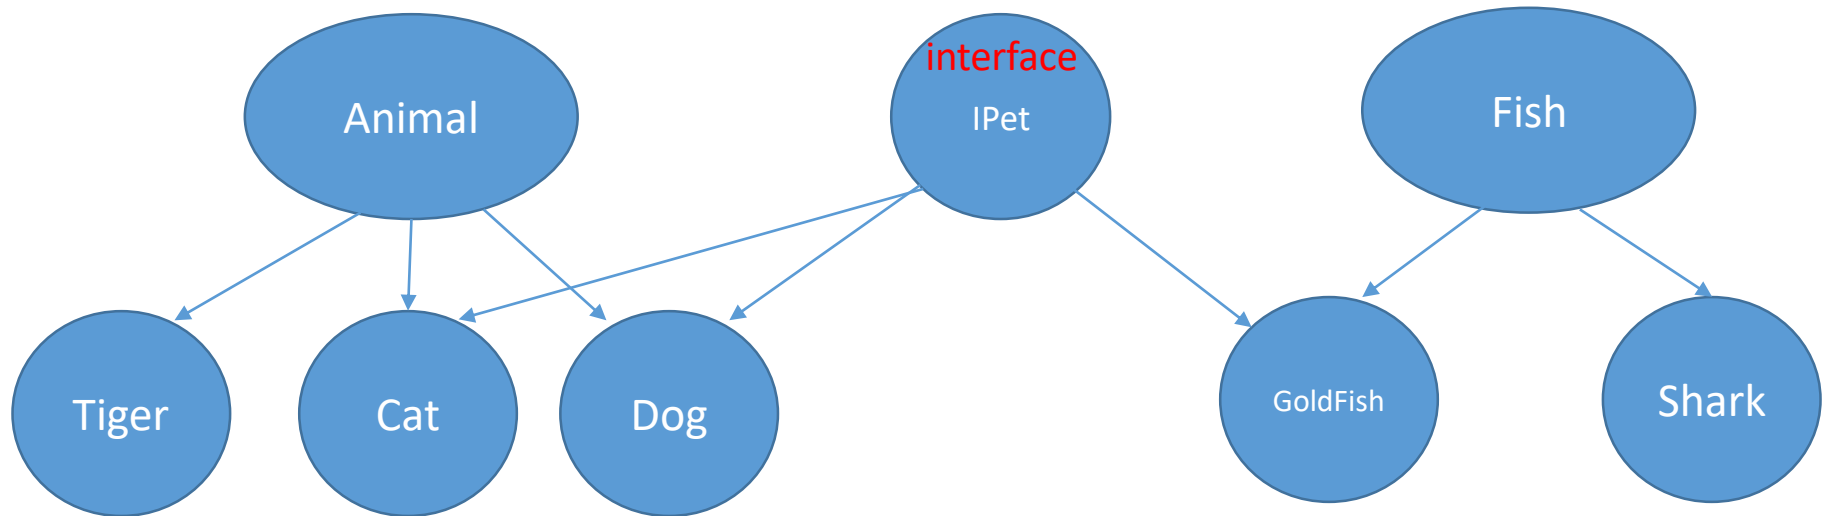 Animal
interface
IPet
Fish
Tiger
Cat
Dog
GoldFish
Shark